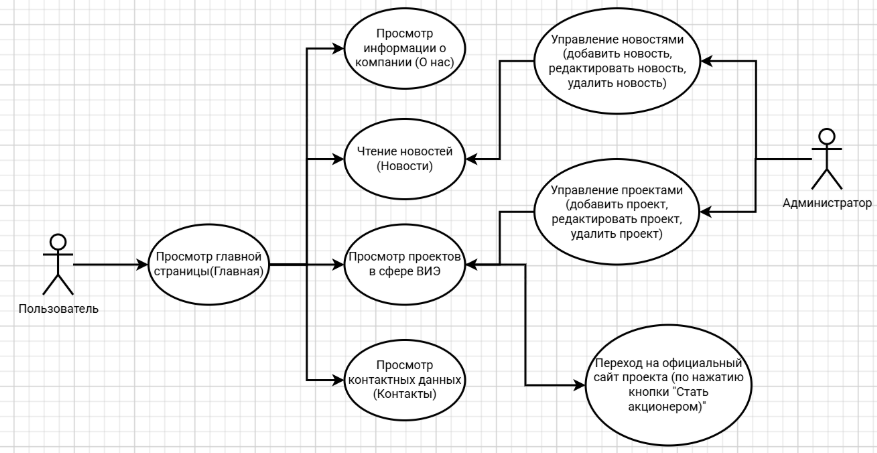 Просмотр
информации о
компании (О нас)
Управление новостями
(добавить новость,
редактировать новость,
удалить новость)
Чтение новостей
(Новости)
Управление проектами
(добавить проект,
редактировать проект,
удалить проект)
Администратор
Просмотр главной
страницы(Главная)
Просмотр проектов
в сфере ВИЭ
Пользователь
Просмотр
контактных данных
(Контакты)
Переход на официальный
сайт проекта (по нажатию
кнопки "Стать
акционером)"